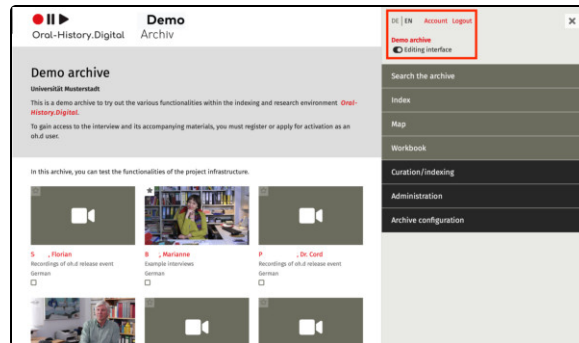 Oral-History.Digital
Demo
Archiv
DE | EN Account Logout
Demo archive
Editing interface
Demo archive
Universität Musterstadt
This is a demo archive to try out the various functionalities within the indexing and research environment Oral-
History.Digital.
To gain access to the interview and its accompanying materials, you must register or apply for activation as an
oh.d user.
In this archive, you can test the functionalities of the project infrastructure.
S , Florian
Recordings of oh.d release event
German
B , Marianne
Example interviews
German
P , Dr. Cord
Recordings of oh.d release event
German
Search the archive
Index
Map
Workbook
Curation/indexing
Administration
Archive configuration